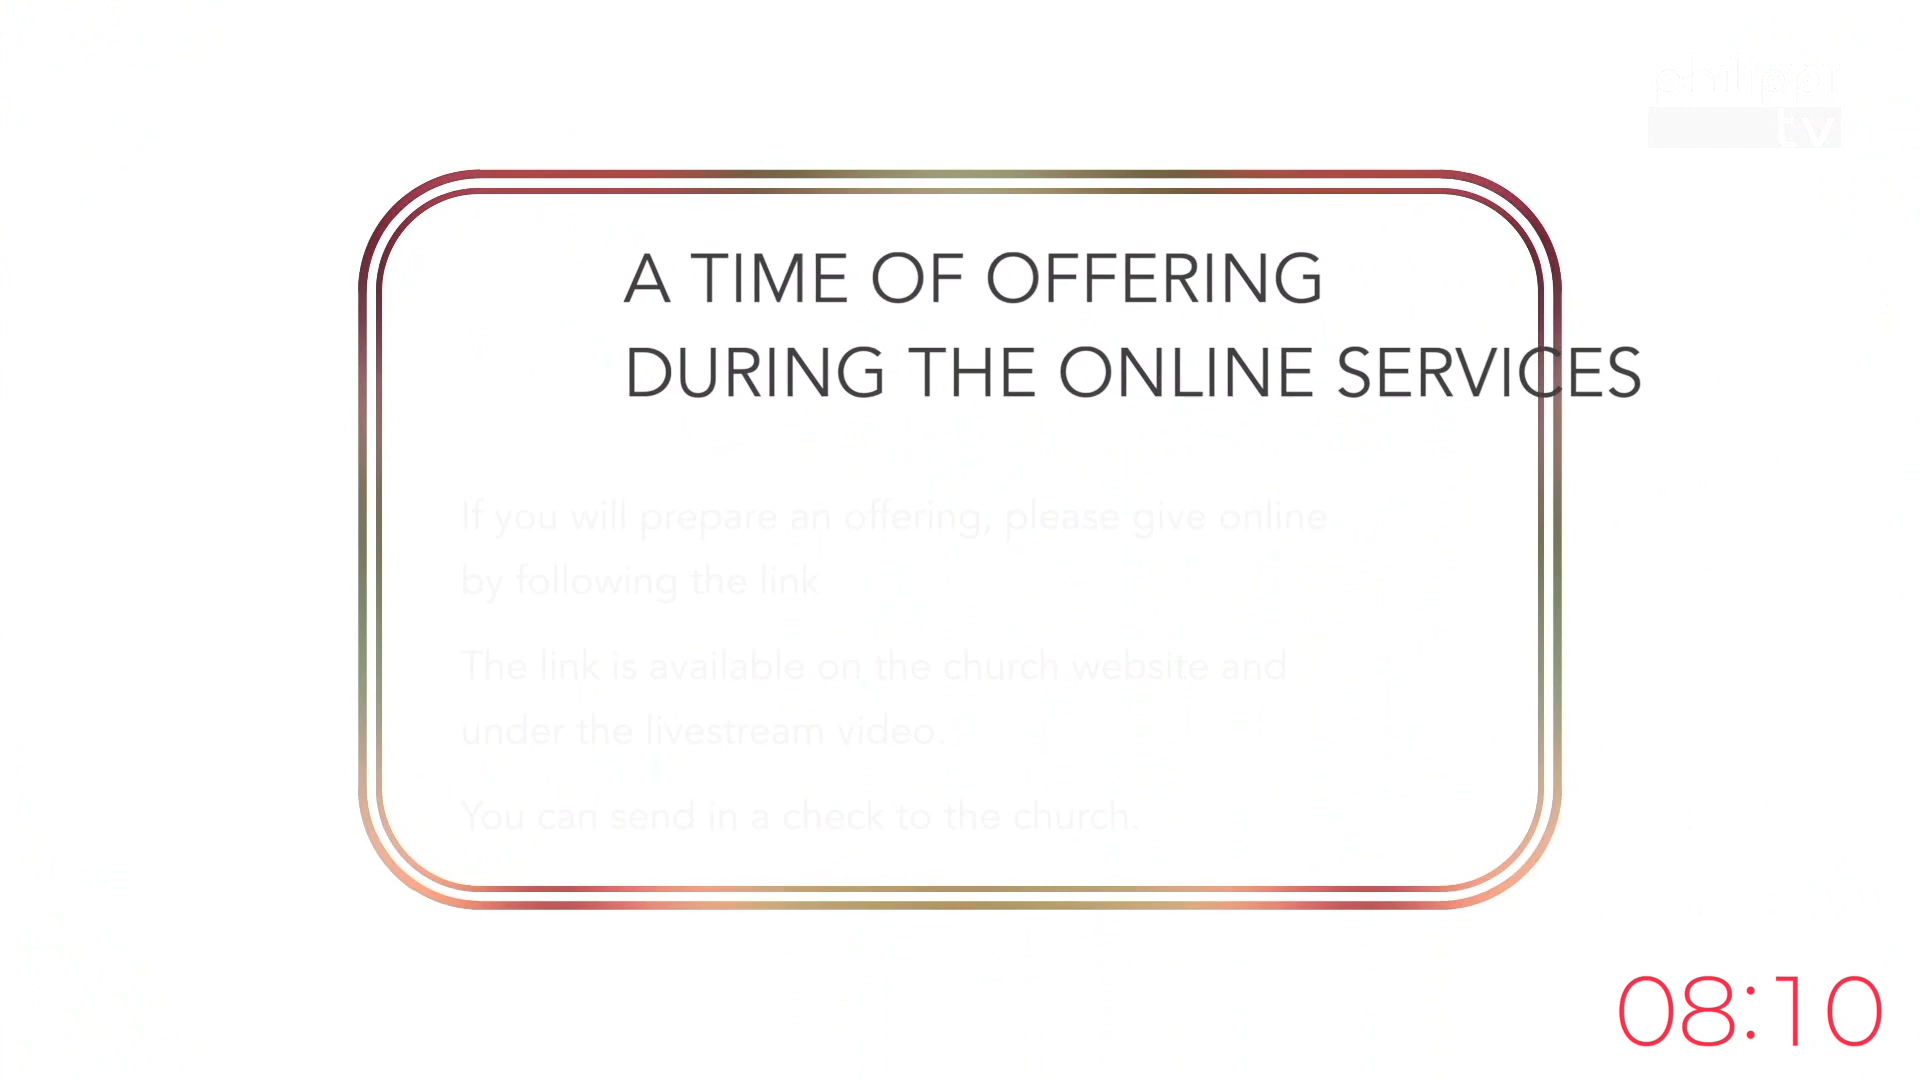 philippi
tv
A TIME OF OFFERING
DURING THE ONLINE SERVICES
If you will prepare an offering, please give online
by following the link
The link is available on the church website and
under the livestream video.
You can send in a check to the church.
08:10